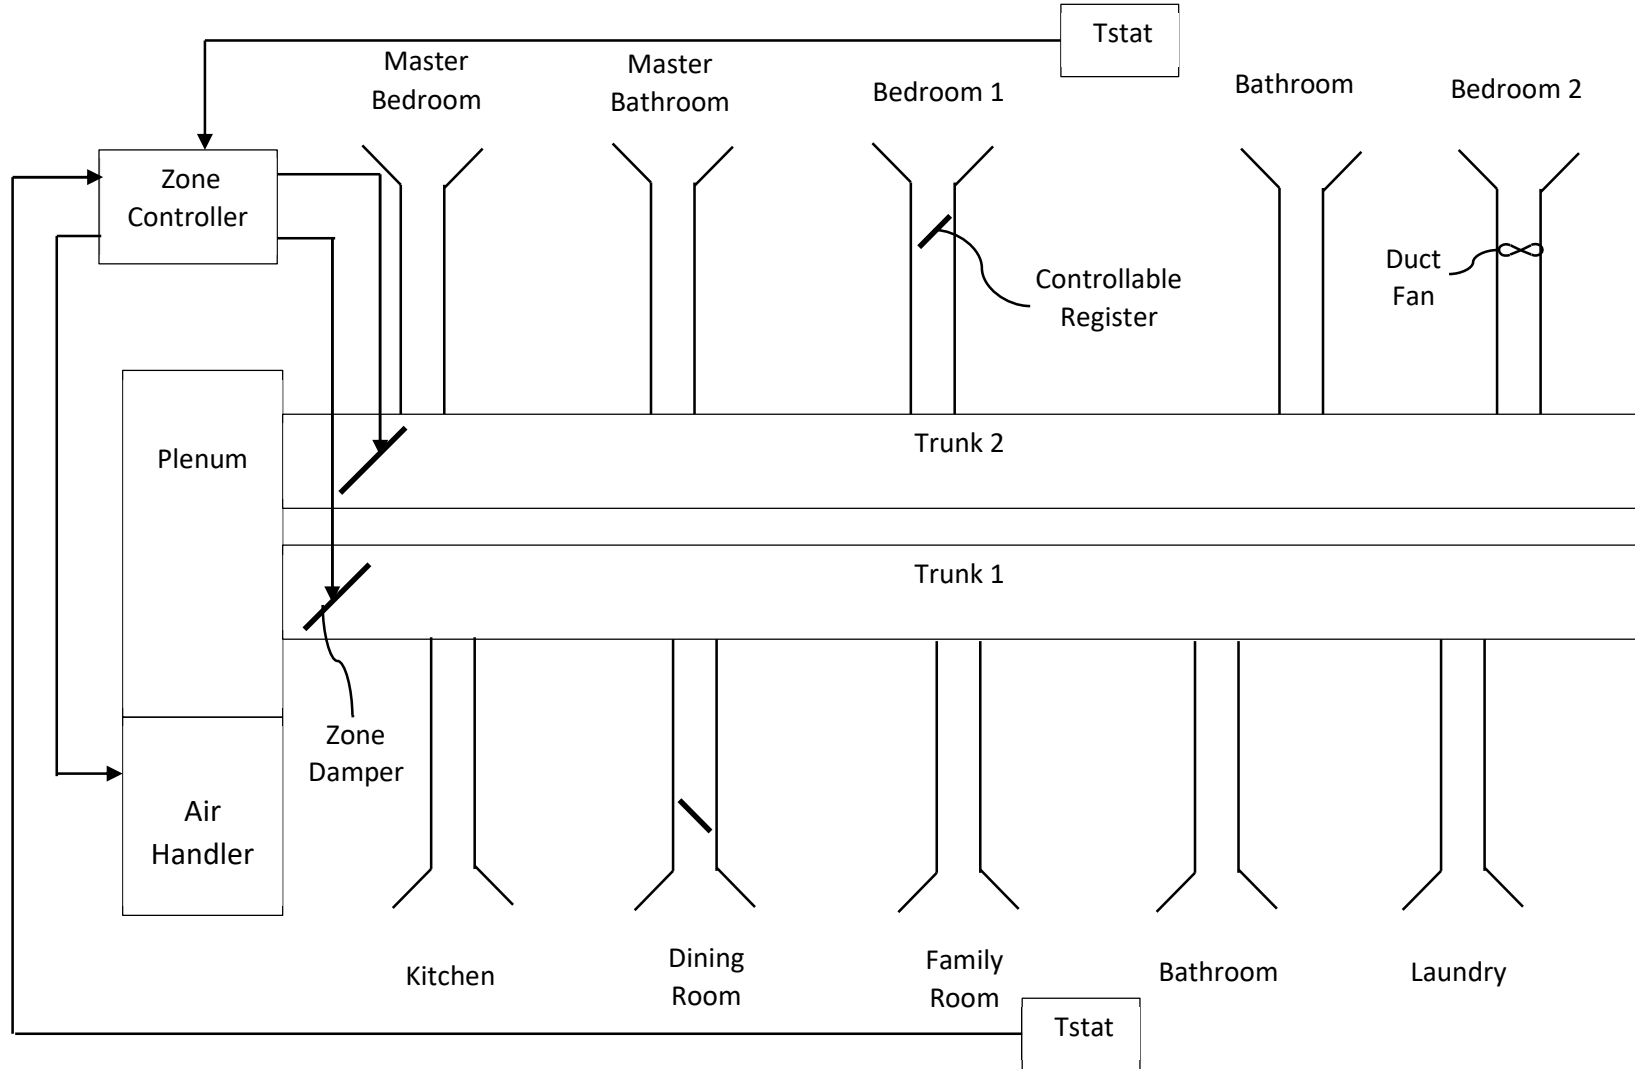 Tstat
Master
Bedroom
Master
Bathroom
Bedroom 1
Bathroom
Bedroom 2
Zone
Controller
Controllable
Register
Duct
Fan
Plenum
Trunk 2
Trunk 1
Zone
Damper
Air
Handler
Kitchen
Dining
Room
Family
Room
Bathroom
Laundry
Tstat